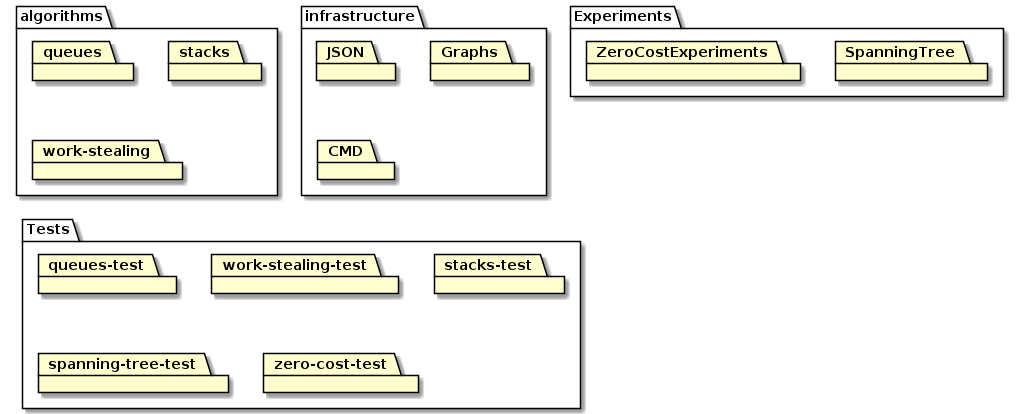 algorithms
queues
stacks
work-stealing
infrastructure
JSON
Graphs
CMD
Experiments
ZeroCostExperiments
SpanningTree
Tests
queues-test
work-stealing-test
stacks-test
spanning-tree-test
zero-cost-test